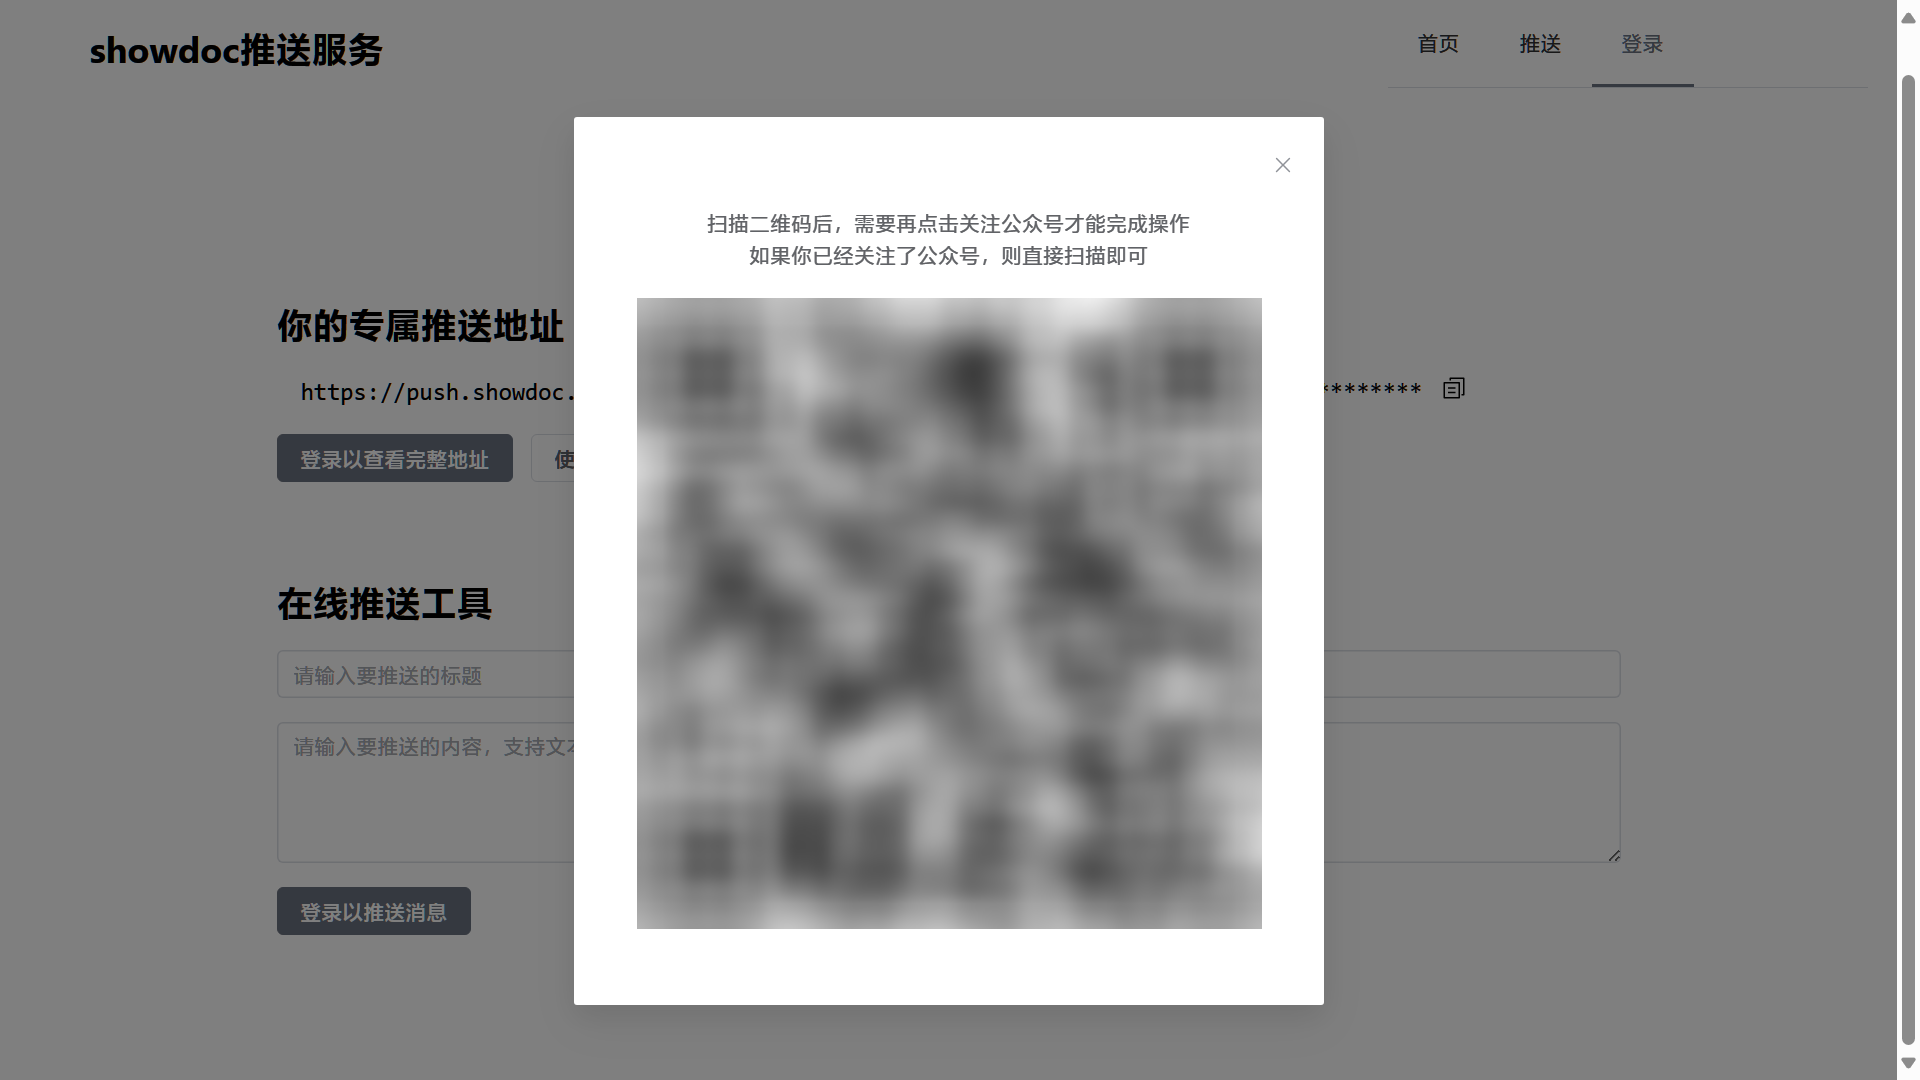 showdoc推送服务
首页
推送
登录
扫描二维码后，需要再点击关注公众号才能完成操作
如果你已经关注了公众号，则直接扫描即可
你的专属推送地址
https://push.showdoc.
********
登录以查看完整地址
使
在线推送工具
请输入要推送的标题
请输入要推送的内容，支持文本
登录以推送消息